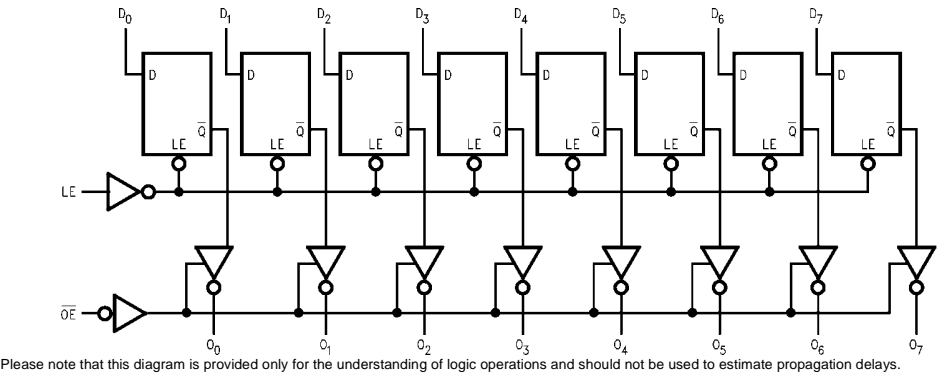 D0 D1 D2 D3 D4 D5 D6 D7
D D D D D D D D
Q̅ Q̅ Q̅ Q̅ Q̅ Q̅ Q̅ Q̅
LE LE LE LE LE LE LE LE
LE
O̅E̅
O0 O1 O2 O3 O4 O5 O6 O7
Please note that this diagram is provided only for the understanding of logic operations and should not be used to estimate propagation delays.